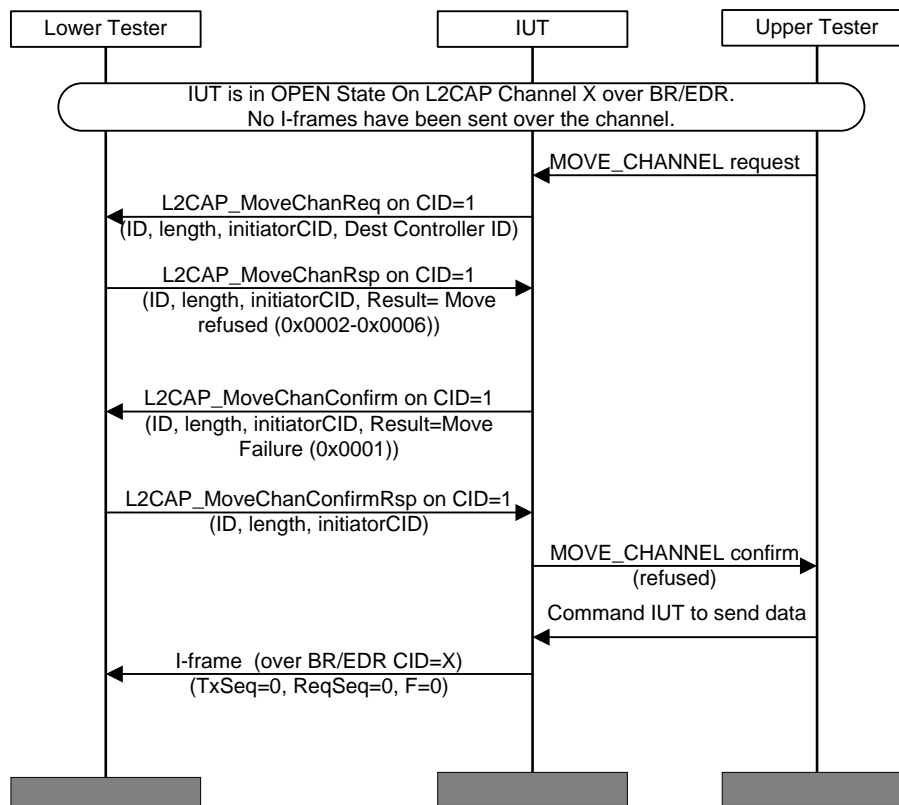 Lower Tester
IUT
Upper Tester
IUT is in OPEN State On L2CAP Channel X over BR/EDR.
No I-frames have been sent over the channel.
MOVE_CHANNEL request
L2CAP_MoveChanReq on CID=1
(ID, length, initiatorCID, Dest Controller ID)
L2CAP_MoveChanRsp on CID=1
(ID, length, initiatorCID, Result= Move
refused (0x0002-0x0006))
L2CAP_MoveChanConfirm on CID=1
(ID, length, initiatorCID, Result=Move
Failure (0x0001))
L2CAP_MoveChanConfirmRsp on CID=1
(ID, length, initiatorCID)
MOVE_CHANNEL confirm
(refused)
Command IUT to send data
I-frame (over BR/EDR CID=X)
(TxSeq=0, ReqSeq=0, F=0)